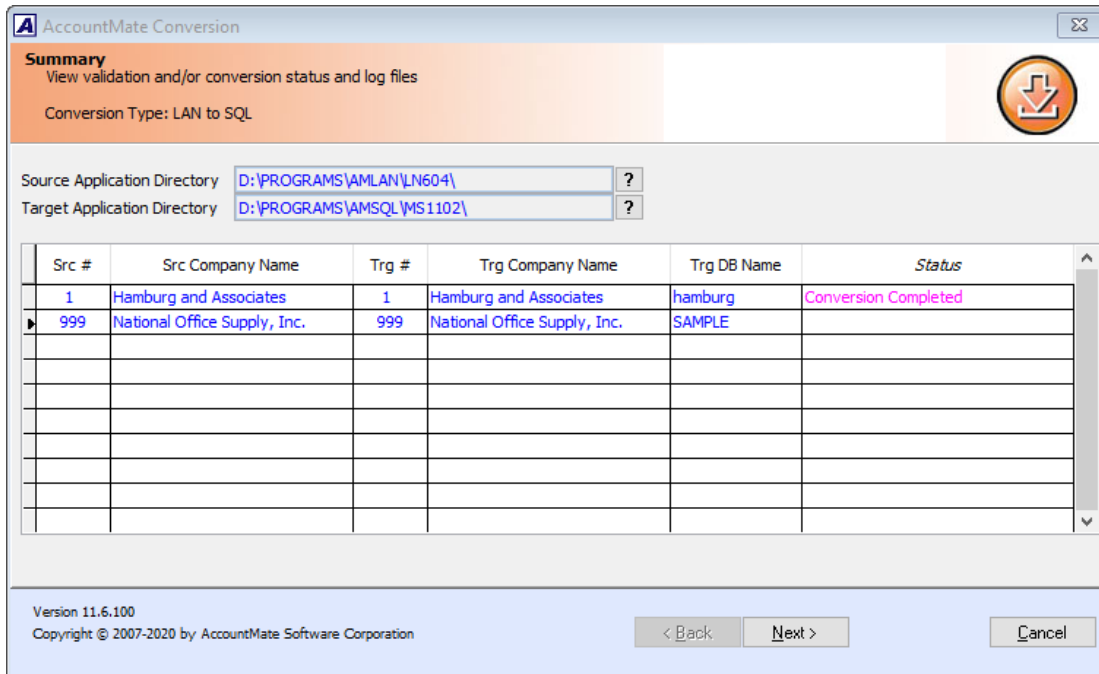 A AccountMate Conversion
Summary
View validation and/or conversion status and log files
Conversion Type: LAN to SQL
Source Application Directory D:\PROGRAMS\AMLAN\LN604\ ?
Target Application Directory D:\PROGRAMS\AMSQL\MS1102\ ?
Src # Src Company Name Trg # Trg Company Name Trg DB Name Status
1 Hamburg and Associates 1 Hamburg and Associates hamburg Conversion Completed
999 National Office Supply, Inc. 999 National Office Supply, Inc. SAMPLE
Version 11.6.100
Copyright © 2007-2020 by AccountMate Software Corporation
< Back Next > Cancel